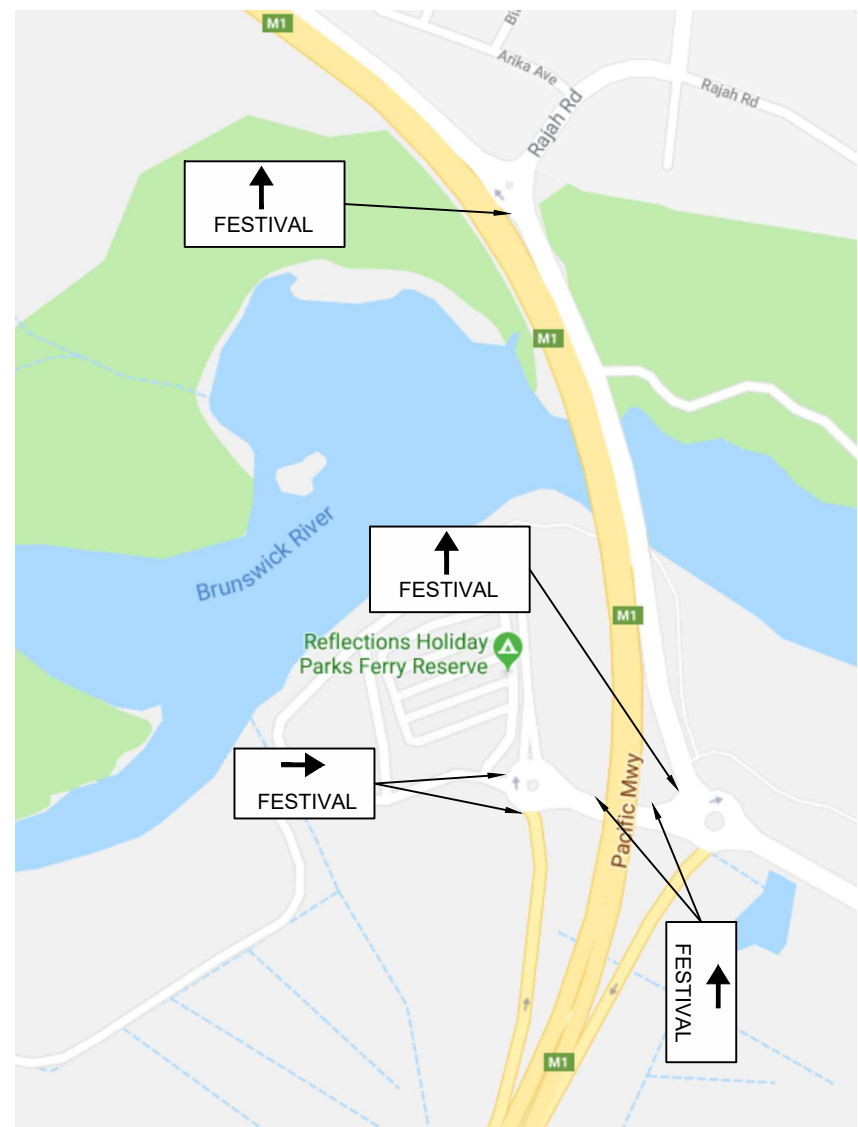 M1
Arika Ave
Rajah Rd
Rajah Rd
FESTIVAL
M1
Brunswick River
FESTIVAL
M1
Reflections Holiday
Parks Ferry Reserve
FESTIVAL
Pacific Mwy
FESTIVAL
M1